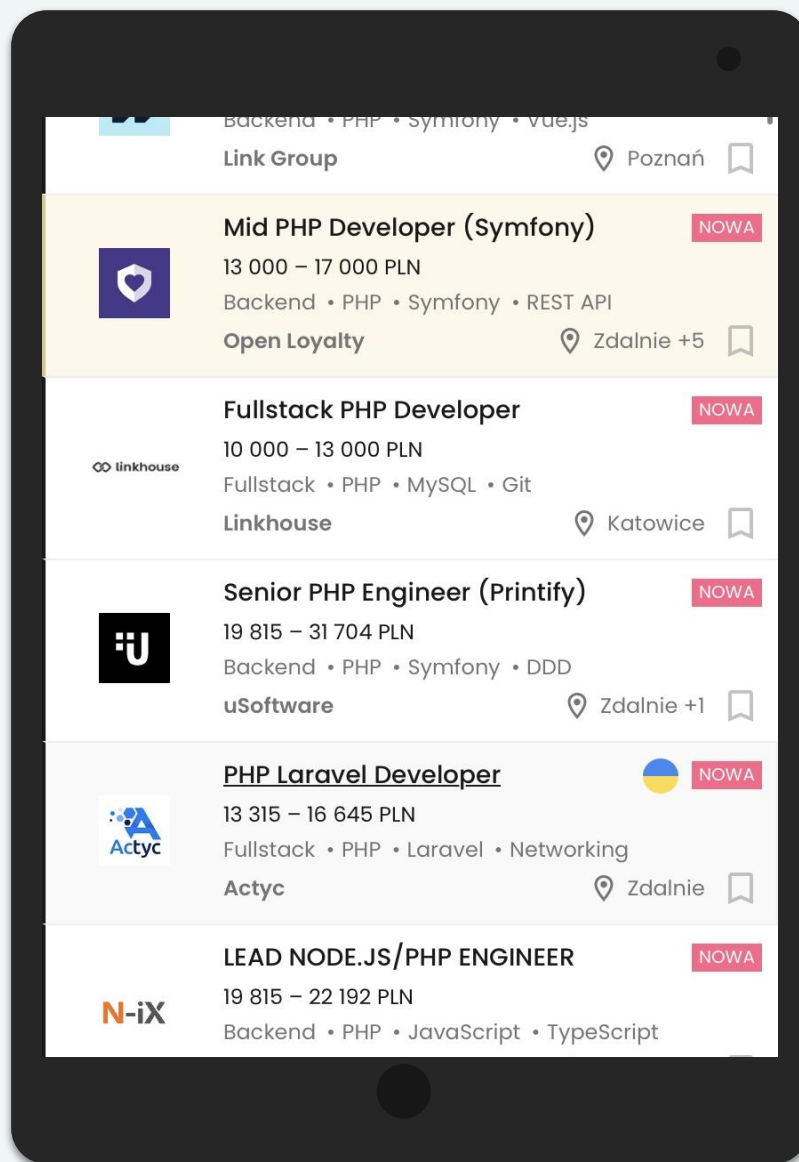 Backend • PHP • Symfony • Vue.js
Link Group Poznań
Mid PHP Developer (Symfony) NOWA
13 000 – 17 000 PLN
Backend • PHP • Symfony • REST API
Open Loyalty Zdalnie +5
Fullstack PHP Developer NOWA
10 000 – 13 000 PLN
linkhouse
Fullstack • PHP • MySQL • Git
Linkhouse Katowice
Senior PHP Engineer (Printify) NOWA
19 815 – 31 704 PLN
U
Backend • PHP • Symfony • DDD
uSoftware Zdalnie +1
PHP Laravel Developer NOWA
13 315 – 16 645 PLN
Actyc
Fullstack • PHP • Laravel • Networking
Actyc Zdalnie
LEAD NODE.JS/PHP ENGINEER NOWA
19 815 – 22 192 PLN
N-iX
Backend • PHP • JavaScript • TypeScript